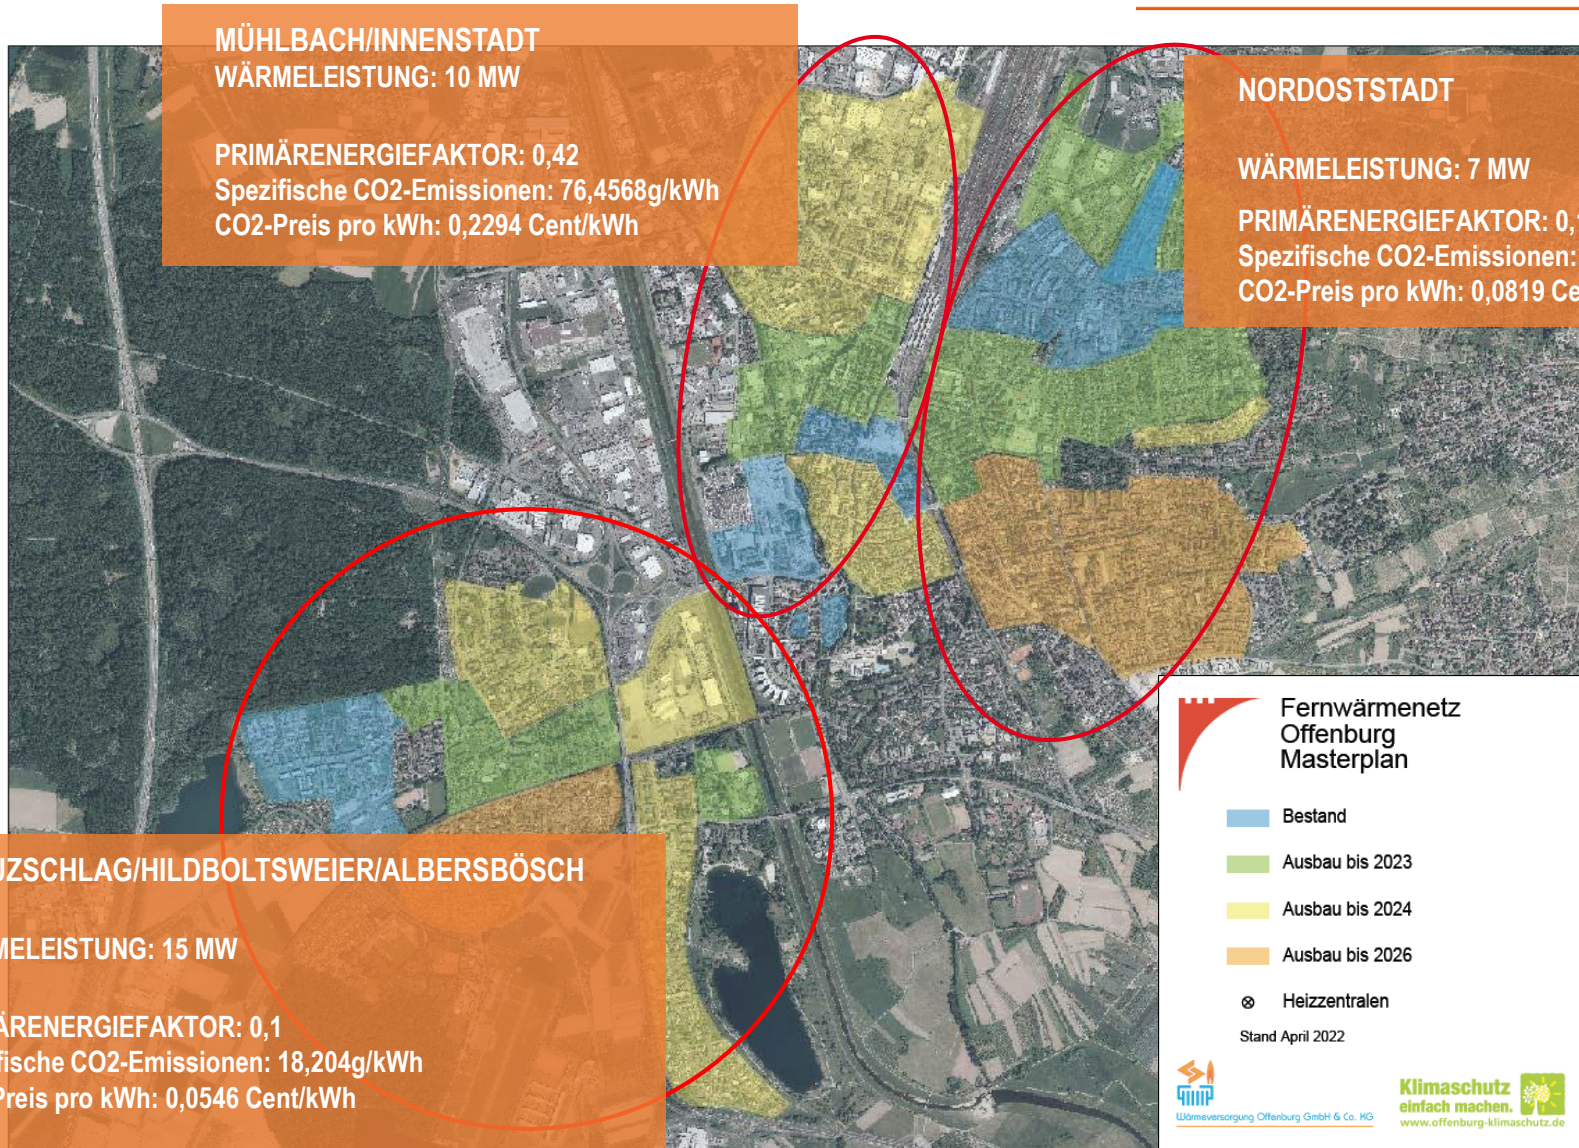 MÜHLBACH/INNENSTADT
WÄRMELEISTUNG: 10 MW
PRIMÄRENERGIEFAKTOR: 0,42
Spezifische CO2-Emissionen: 76,4568g/kWh
CO2-Preis pro kWh: 0,2294 Cent/kWh
NORDOSTSTADT
WÄRMELEISTUNG: 7 MW
PRIMÄRENERGIEFAKTOR: 0,
Spezifische CO2-Emissionen:
CO2-Preis pro kWh: 0,0819 Ce
UZSCHLAG/HILDBOLTSWEIER/ALBERSBÖSCH
MELEISTUNG: 15 MW
ÄRENERGIEFAKTOR: 0,1
fische CO2-Emissionen: 18,204g/kWh
Preis pro kWh: 0,0546 Cent/kWh
Fernwärmenetz
Offenburg
Masterplan
Bestand
Ausbau bis 2023
Ausbau bis 2024
Ausbau bis 2026
Heizzentralen
Stand April 2022
Wärmeversorgung Offenburg GmbH & Co. KG
Klimaschutz
einfach machen.
www.offenburg-klimaschutz.de